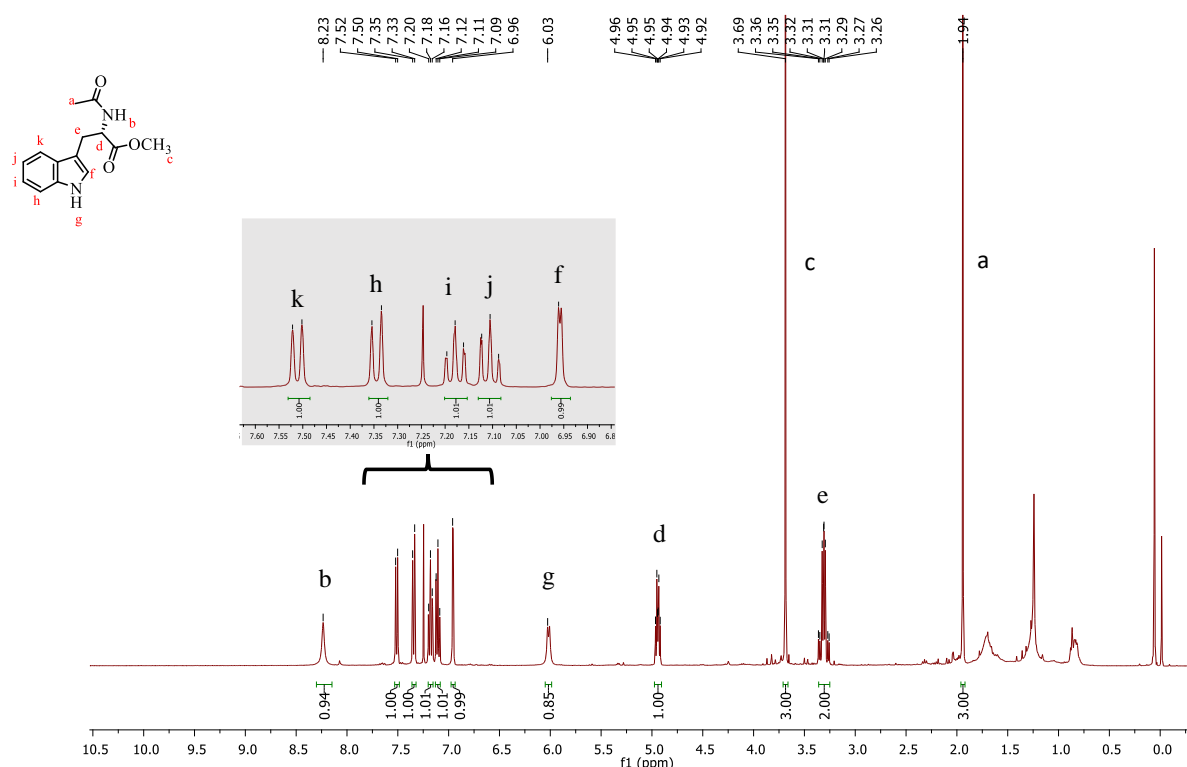 8.23 7.52 7.50 7.35 7.33 7.20 7.18 7.16 7.12 7.11 7.09 6.96 6.03 4.96 4.95 4.95 4.94 4.93 4.92 3.69 3.36 3.35 3.32 3.31 3.31 3.29 3.27 3.26 1.94
O
a
NH
b
e
d
OCH3
c
O
k
j
i
h
f
N
H
g
k h i j f
1.00 1.00 1.01 1.01 0.99
7.60 7.55 7.50 7.45 7.40 7.35 7.30 7.25 7.20 7.15 7.10 7.05 7.00 6.95 6.90 6.85 6.8
f1 (ppm)
c a
b g d e
0.94 1.00 1.00 1.01 1.01 0.99 0.85 1.00 3.00 2.00 3.00
10.5 10.0 9.5 9.0 8.5 8.0 7.5 7.0 6.5 6.0 5.5 5.0 4.5 4.0 3.5 3.0 2.5 2.0 1.5 1.0 0.5 0.0
f1 (ppm)